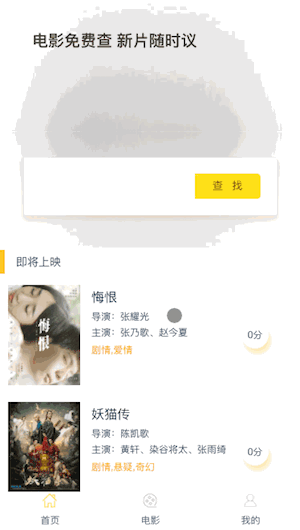 电影免费查 新片随时议
查 找
即将上映
悔恨
悔恨
导演：张耀光
主演：张乃歌、赵今夏
剧情,爱情
0分
妖猫传
导演：陈凯歌
主演：黄轩、染谷将太、张雨绮
剧情,悬疑,奇幻
0分
首页
电影
我的